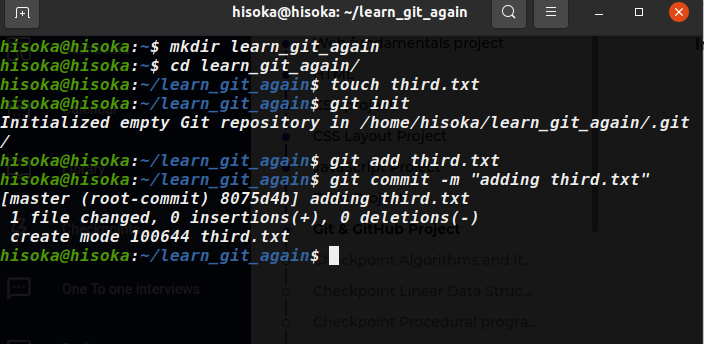 hisoka@hisoka: ~/learn_git_again
hisoka@hisoka:~$ mkdir learn_git_again
Web fundamentals project
hisoka@hisoka:~$ cd learn_git_again/
hisoka@hisoka:~/learn_git_again$ touch third.txt
hisoka@hisoka:~/learn_git_again$ git init
Initialized empty Git repository in /home/hisoka/learn_git_again/.git
/
CSS Layout Project
hisoka@hisoka:~/learn_git_again$ git add third.txt
hisoka@hisoka:~/learn_git_again$ git commit -m "adding third.txt"
[master (root-commit) 8075d4b] adding third.txt
1 file changed, 0 insertions(+), 0 deletions(-)
create mode 100644 third.txt
Git & GitHub Project
hisoka@hisoka:~/learn_git_again$
Checkpoint Algorithms and it...
One To one interviews
Checkpoint Linear Data Struc...
Checkpoint Procedural progra...